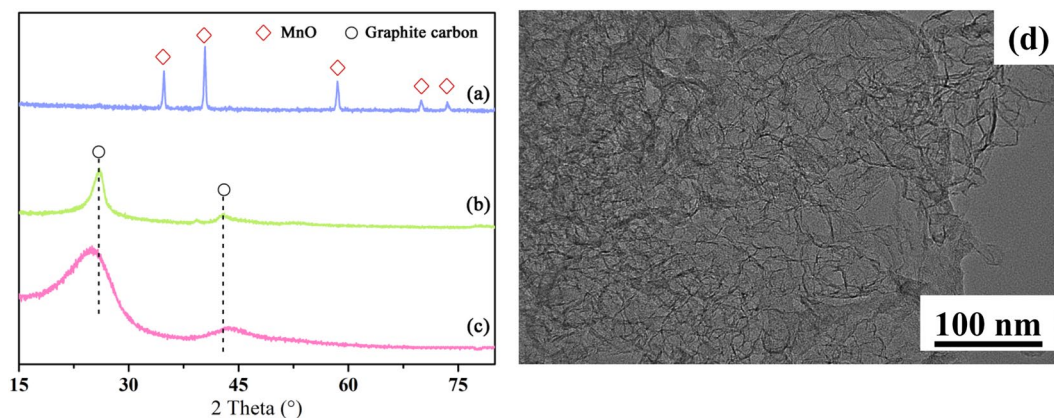 MnO
Graphite carbon
(a)
(b)
(c)
15
30
45
60
75
2 Theta (°)
(d)
100 nm